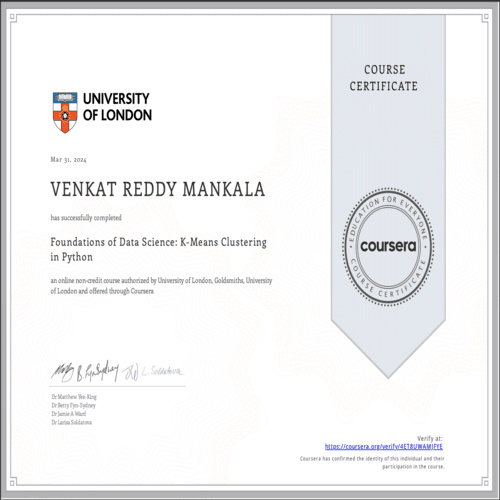 UNIVERSITY
OF LONDON
COURSE
CERTIFICATE
Mar 31, 2024
VENKAT REDDY MANKALA
has successfully completed
Foundations of Data Science: K-Means Clustering
in Python
an online non-credit course authorized by University of London, Goldsmiths, University
of London and offered through Coursera
EDUCATION FOR EVERYONE
coursera
COURSE CERTIFICATE
L. Soldatova
Dr Matthew Yee-King
Dr Betty Fyn-Sydney
Dr Jamie A Ward
Dr Larisa Soldatova
Verify at:
https://coursera.org/verify/4ET8UWAMJFYE
Coursera has confirmed the identity of this individual and their
participation in the course.